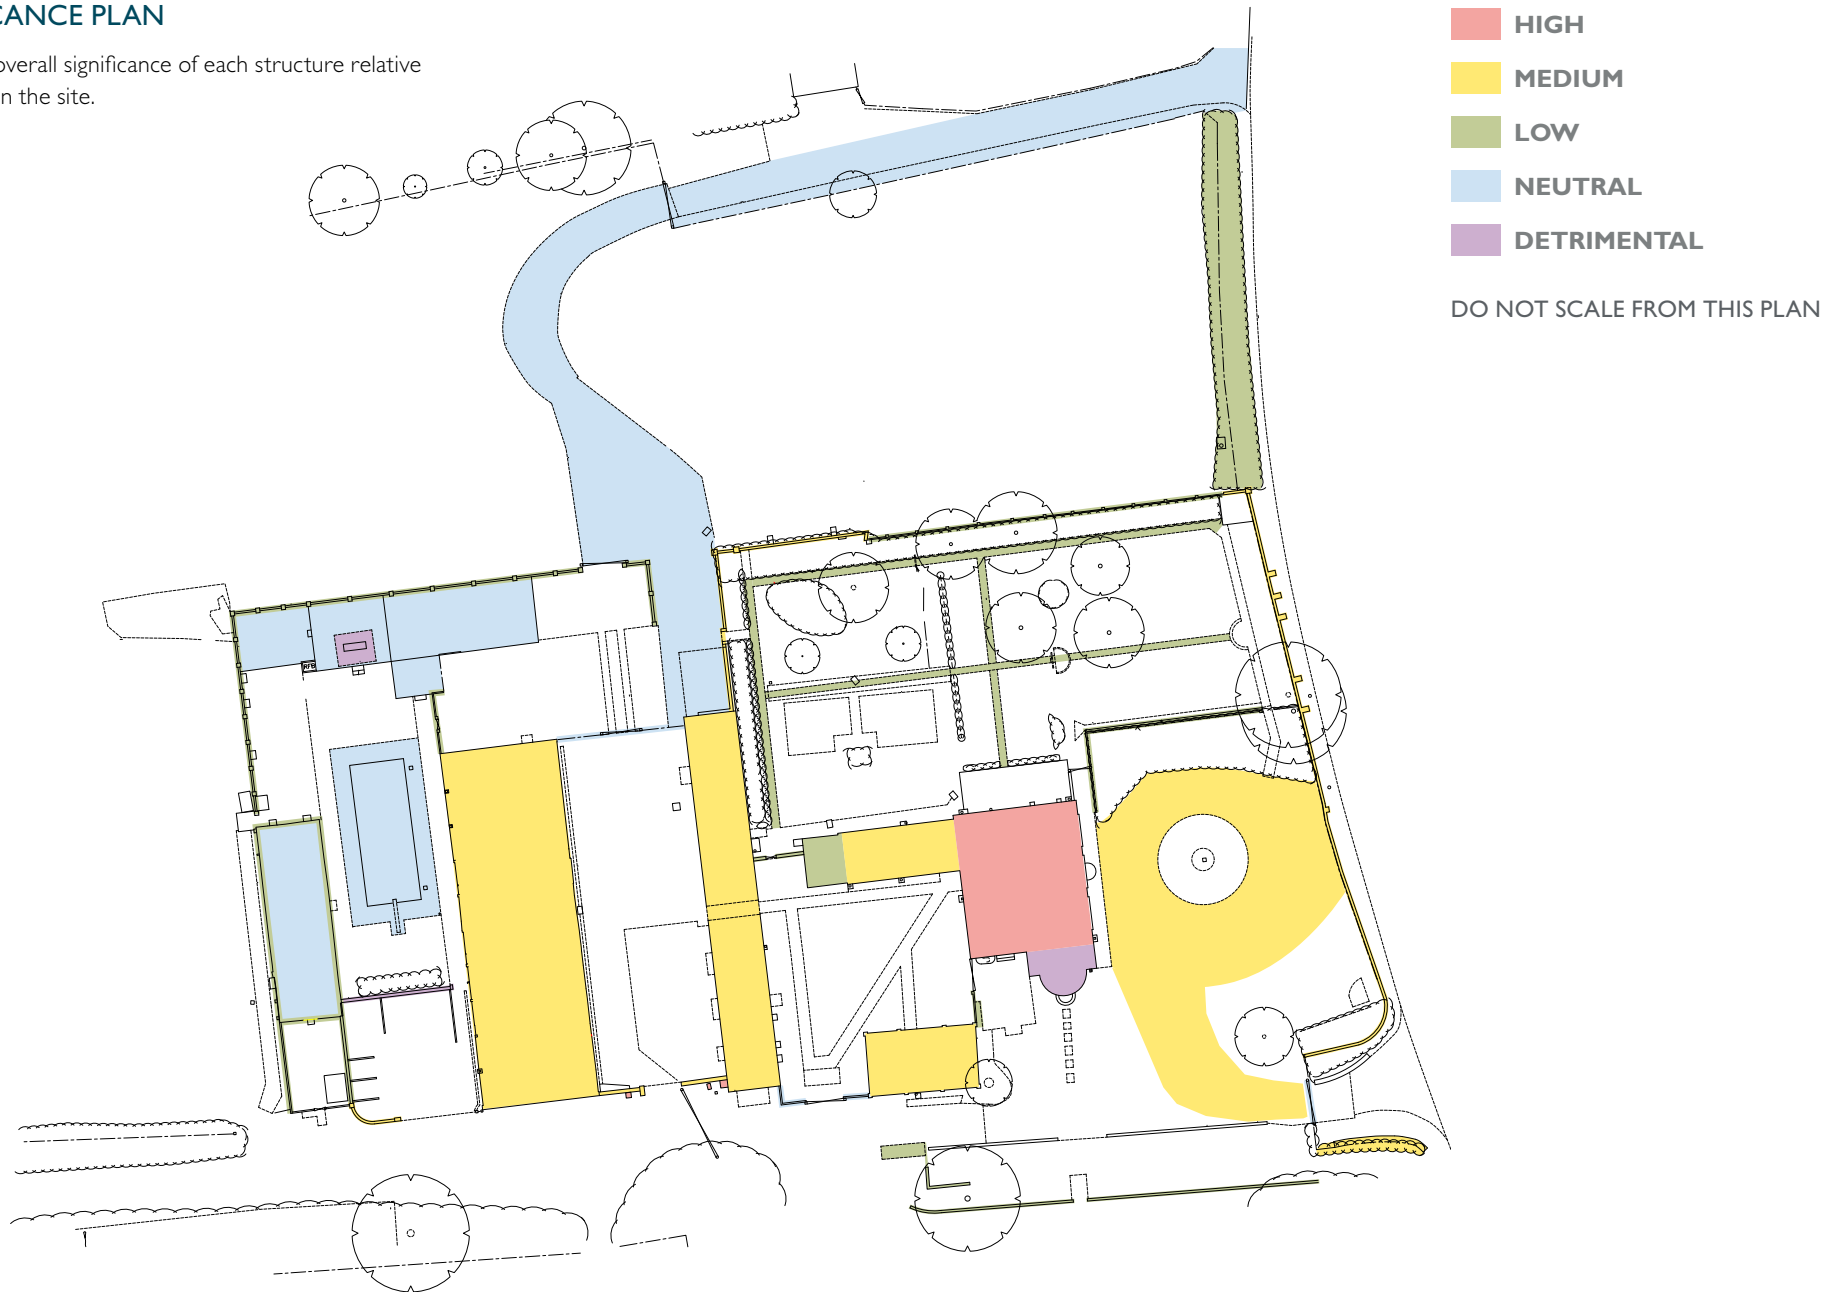 CANCE PLAN
overall significance of each structure relative
n the site.
HIGH
MEDIUM
LOW
NEUTRAL
DETRIMENTAL
DO NOT SCALE FROM THIS PLAN